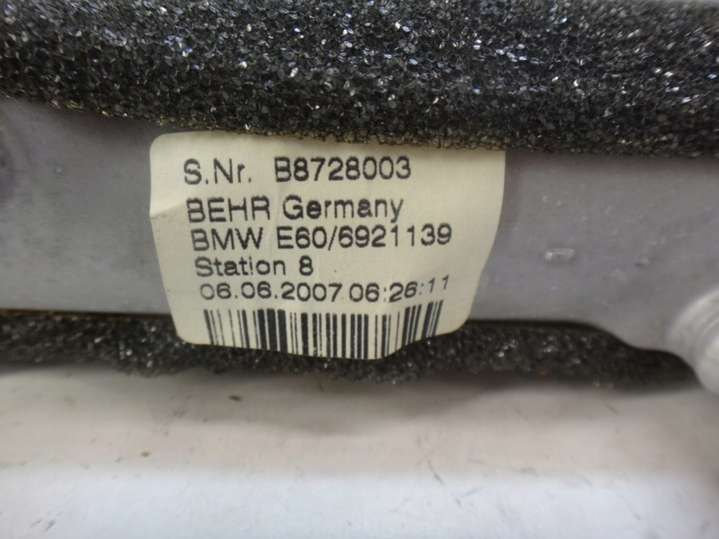 S.Nr. B8728003
BEHR Germany
BMW E60/6921139
Station 8
06.06.2007 06:26:11